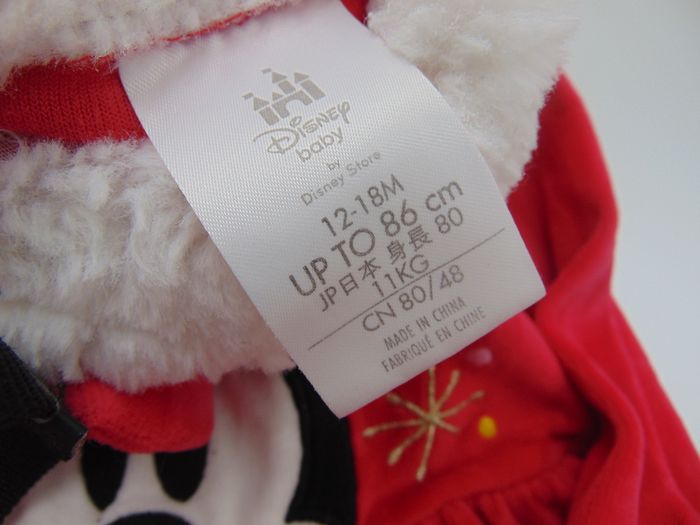 Disney
baby
by
Disney Store
12-18M
UP TO 86 cm
JP日本 身長 80
11KG
CN 80/48
MADE IN CHINA
FABRIQUÉ EN CHINE